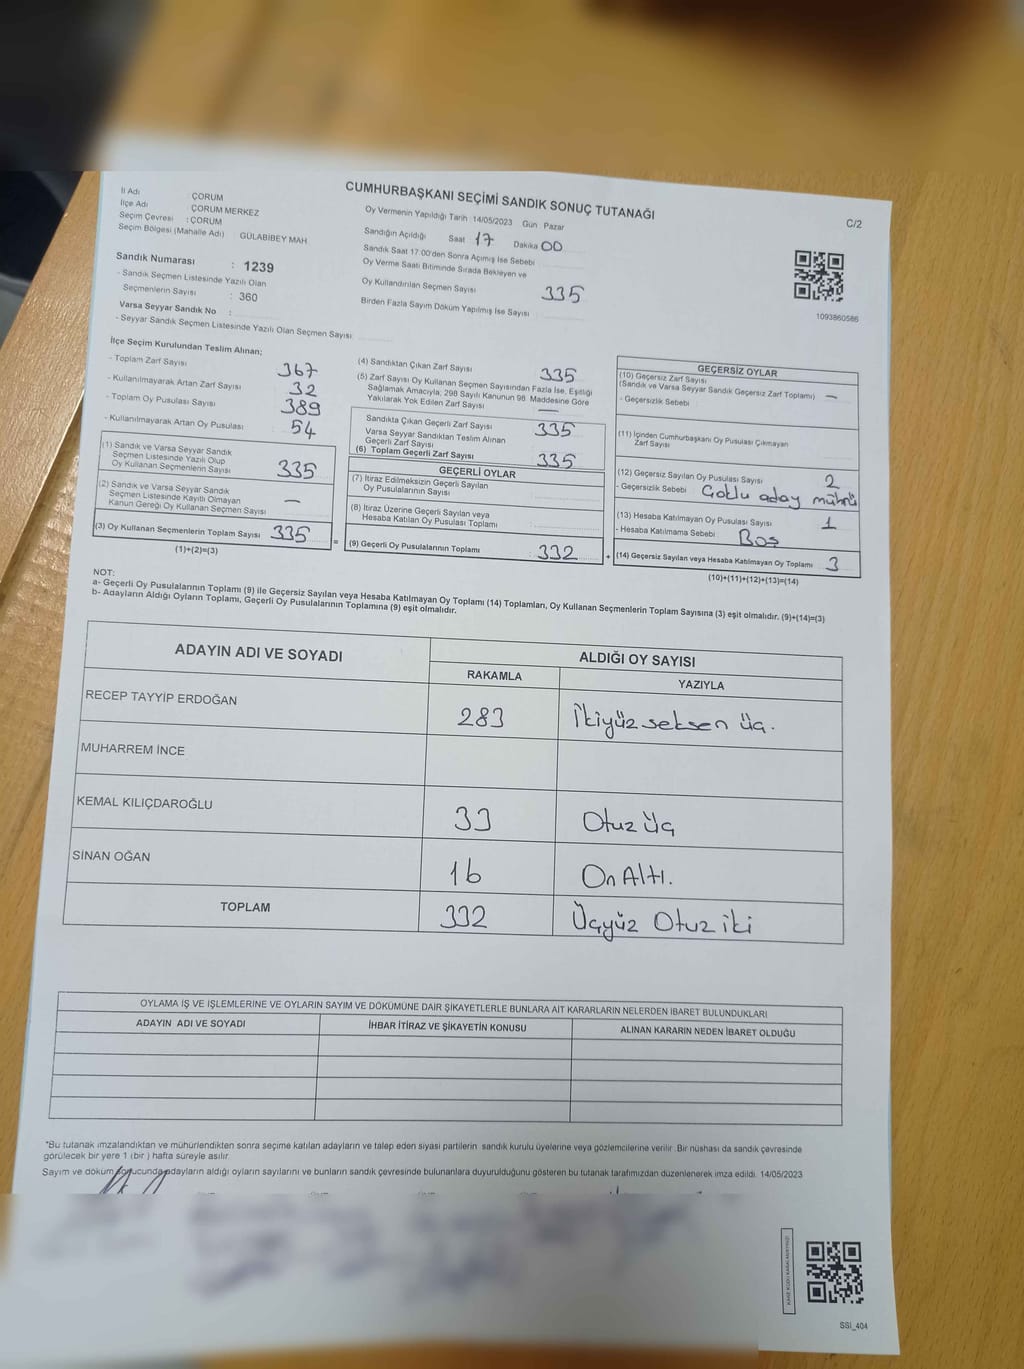 CUMHURBAŞKANI SEÇİMİ SANDIK SONUÇ TUTANAĞI
C/2
İl Adı : ÇORUM
İlçe Adı : ÇORUM MERKEZ
Seçim Çevresi : ÇORUM
Seçim Bölgesi (Mahalle Adı) : GÜLABİBEY MAH
Sandık Numarası : 1239
- Sandık Seçmen Listesinde Yazılı Olan
Seçmenlerin Sayısı : 360
Varsa Seyyar Sandık No :
- Seyyar Sandık Seçmen Listesinde Yazılı Olan Seçmen Sayısı
Oy Vermenin Yapıldığı Tarih 14/05/2023 Gün Pazar
Sandığın Açıldığı Saat 17 Dakika 00
Sandık Saat 17:00'den Sonra Açımış İse Sebebi
Oy Verme Saati Bitiminde Sırada Bekleyen ve
Oy Kullandırılan Seçmen Sayısı 335
Birden Fazla Sayım Döküm Yapılmış İse Sayısı
1093860586
İlçe Seçim Kurulundan Teslim Alınan;
- Toplam Zarf Sayısı 367
- Kullanılmayarak Artan Zarf Sayısı 32
- Toplam Oy Pusulası Sayısı 389
- Kullanılmayarak Artan Oy Pusulası 54
(1) Sandık ve Varsa Seyyar Sandık
Seçmen Listesinde Yazılı Olup
Oy Kullanan Seçmenlerin Sayısı 335
(2) Sandık ve Varsa Seyyar Sandık
Seçmen Listesinde Kayıtlı Olmayan
Kanun Gereği Oy Kullanan Seçmen Sayısı —
(3) Oy Kullanan Seçmenlerin Toplam Sayısı 335
(1)+(2)=(3)
=
(4) Sandıktan Çıkan Zarf Sayısı 335
(5) Zarf Sayısı Oy Kullanan Seçmen Sayısından Fazla İse, Eşitliği
Sağlamak Amacıyla; 298 Sayılı Kanunun 98. Maddesine Göre
Yakılarak Yok Edilen Zarf Sayısı —
Sandıkta Çıkan Geçerli Zarf Sayısı 335
Varsa Seyyar Sandıktan Teslim Alınan
Geçerli Zarf Sayısı
(6) Toplam Geçerli Zarf Sayısı 335
GEÇERLİ OYLAR
(7) İtiraz Edilmeksizin Geçerli Sayılan
Oy Pusulalarının Sayısı
(8) İtiraz Üzerine Geçerli Sayılan veya
Hesaba Katılan Oy Pusulası Toplamı
(9) Geçerli Oy Pusulalarının Toplamı 332
+
GEÇERSİZ OYLAR
(10) Geçersiz Zarf Sayısı
(Sandık ve Varsa Seyyar Sandık Geçersiz Zarf Toplamı) —
- Geçersizlik Sebebi
(11) İçinden Cumhurbaşkanı Oy Pusulası Çıkmayan
Zarf Sayısı
(12) Geçersiz Sayılan Oy Pusulası Sayısı 2
- Geçersizlik Sebebi Çoklu aday mührü
(13) Hesaba Katılmayan Oy Pusulası Sayısı 1
- Hesaba Katılmama Sebebi Boş
(14) Geçersiz Sayılan veya Hesaba Katılmayan Oy Toplamı 3
(10)+(11)+(12)+(13)=(14)
NOT:
a- Geçerli Oy Pusulalarının Toplamı (9) ile Geçersiz Sayılan veya Hesaba Katılmayan Oy Toplamı (14) Toplamları, Oy Kullanan Seçmenlerin Toplam Sayısına (3) eşit olmalıdır. (9)+(14)=(3)
b- Adayların Aldığı Oyların Toplamı, Geçerli Oy Pusulalarının Toplamına (9) eşit olmalıdır.
ADAYIN ADI VE SOYADI
ALDIĞI OY SAYISI
RAKAMLA YAZIYLA
RECEP TAYYİP ERDOĞAN 283 İkiyüz seksen üç.
MUHARREM İNCE
KEMAL KILIÇDAROĞLU 33 Otuz üç
SİNAN OĞAN 16 On Altı.
TOPLAM 332 Üçyüz Otuz iki
OYLAMA İŞ VE İŞLEMLERİNE VE OYLARIN SAYIM VE DÖKÜMÜNE DAİR ŞİKAYETLERLE BUNLARA AİT KARARLARIN NELERDEN İBARET BULUNDUKLARI
ADAYIN ADI VE SOYADI İHBAR İTİRAZ VE ŞİKAYETİN KONUSU ALINAN KARARIN NEDEN İBARET OLDUĞU
*Bu tutanak imzalandıktan ve mühürlendikten sonra seçime katılan adayların ve talep eden siyasi partilerin sandık kurulu üyelerine veya gözlemcilerine verilir. Bir nüshası da sandık çevresinde
görülecek bir yere 1 (bir) hafta süreyle asılır.
Sayım ve döküm sonucunda adayların aldığı oyların sayılarını ve bunların sandık çevresinde bulunanlara duyurulduğunu gösteren bu tutanak tarafımızdan düzenlenerek imza edildi. 14/05/2023
SSI_404